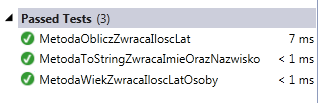 Passed Tests (3)
MetodaObliczZwracaIloscLat 7 ms
MetodaToStringZwracaImieOrazNazwisko < 1 ms
MetodaWiekZwracaIloscLatOsoby < 1 ms